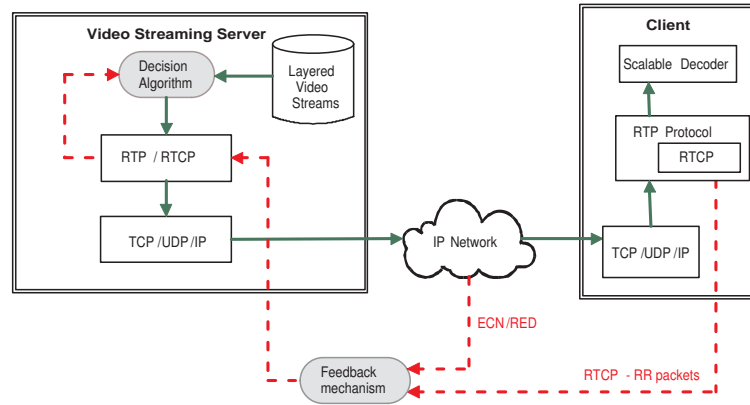 Video Streaming Server
Decision
Algorithm
Layered
Video
Streams
RTP / RTCP
TCP /UDP /IP
IP Network
Client
Scalable Decoder
RTP Protocol
RTCP
TCP /UDP /IP
ECN /RED
Feedback
mechanism
RTCP - RR packets